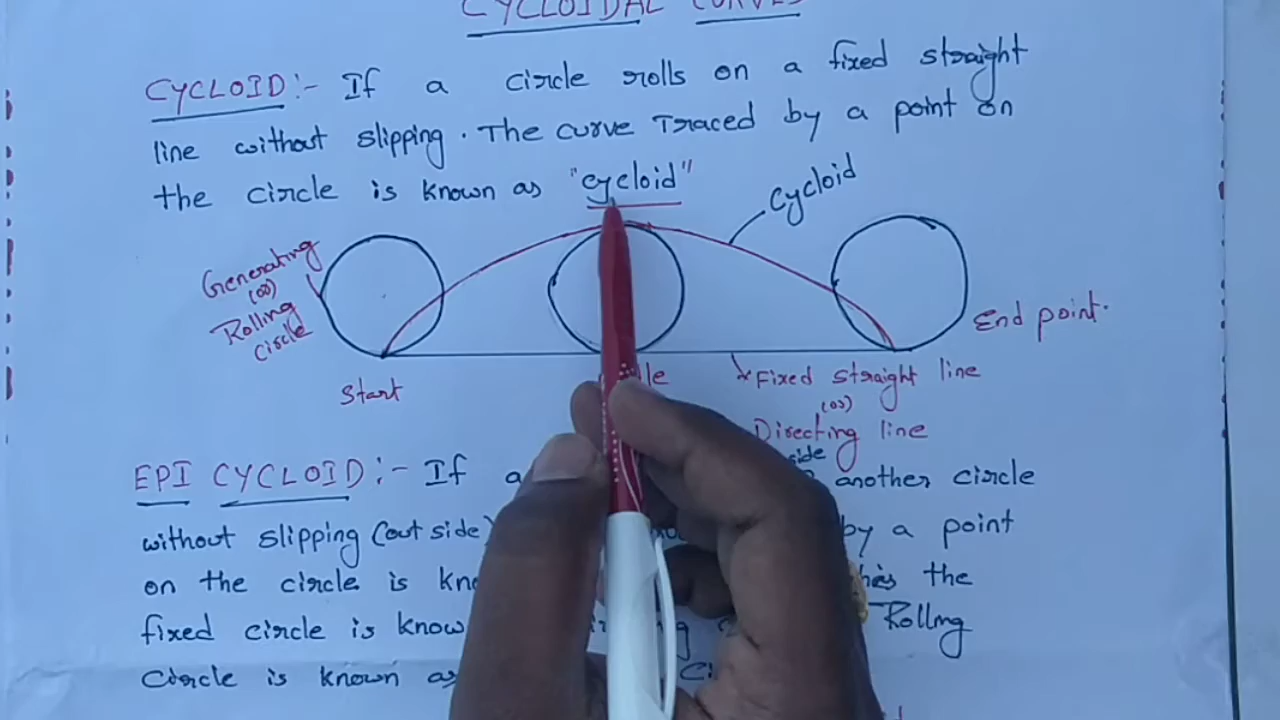 CYCLOIDAL CURVES
CYCLOID:- If a circle rolls on a fixed straight
line without slipping. The curve Traced by a point on
the circle is known as "cycloid"
Cycloid
Generating
(or)
Rolling
circle
End point.
Start
Fixed straight line
(or)
Directing line
side
EPI CYCLOID:- If a another circle
without slipping (out side) by a point
on the circle is the
fixed circle is Rolling
Circle is known as